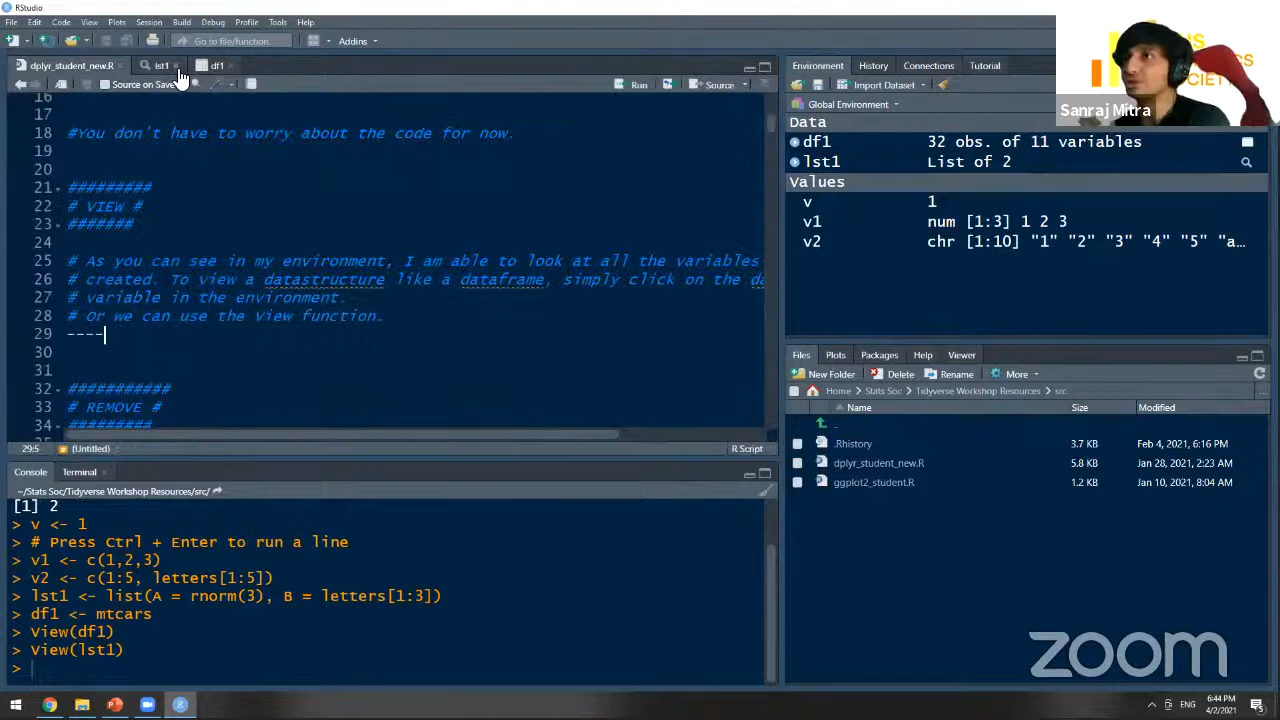 RStudio
File Edit Code View Plots Session Build Debug Profile Tools Help
Go to file/function
Addins
dplyr_student_new.R
lst1
df1
Source on Save
Run
Source
16
17
18 #You don't have to worry about the code for now.
19
20
21 #########
22 # VIEW #
23 #######
24
25 # As you can see in my environment, I am able to look at all the variables
26 # created. To view a datastructure like a dataframe, simply click on the da
27 # variable in the environment.
28 # Or we can use the View function.
29 ----
30
31
32 ###########
33 # REMOVE #
34 #########
29:5
(Untitled)
R Script
Console Terminal
~/Stats Soc/Tidyverse Workshop Resources/src/
[1] 2
> v <- 1
> # Press Ctrl + Enter to run a line
> v1 <- c(1,2,3)
> v2 <- c(1:5, letters[1:5])
> lst1 <- list(A = rnorm(3), B = letters[1:3])
> df1 <- mtcars
> View(df1)
> View(lst1)
>
Environment History Connections Tutorial
Import Dataset
Global Environment
Data
df1 32 obs. of 11 variables
lst1 List of 2
Values
v 1
v1 num [1:3] 1 2 3
v2 chr [1:10] "1" "2" "3" "4" "5" "a…
Files Plots Packages Help Viewer
New Folder Delete Rename More
Home > Stats Soc > Tidyverse Workshop Resources > src
Name Size Modified
..
.Rhistory 3.7 KB Feb 4, 2021, 6:16 PM
dplyr_student_new.R 5.8 KB Jan 28, 2021, 2:23 AM
ggplot2_student.R 1.2 KB Jan 10, 2021, 8:04 AM
Sanraj Mitra
zoom
ENG
6:44 PM
4/2/2021
5